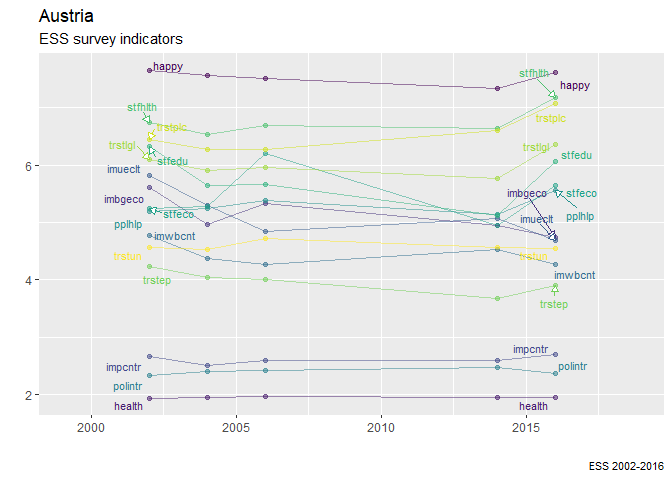 Austria
ESS survey indicators
happy
stfhlth
happy
stfhlth
trstplc
trstplc
trstlgl
trstlgl
stfedu
6
stfedu
imueclt
imbgeco
imbgeco
stfeco
stfeco
pplhlp
pplhlp
imueclt
imwbcnt
trstun
trstun
imwbcnt
trstep
4
trstep
impcntr
impcntr
polintr
polintr
2
health
health
2000
2005
2010
2015
ESS 2002-2016